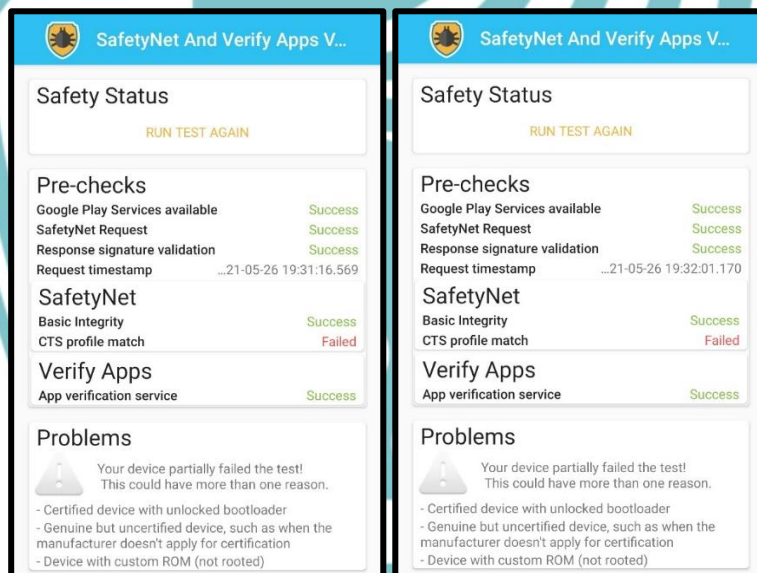 SafetyNet And Verify Apps V...
Safety Status
RUN TEST AGAIN
Pre-checks
Google Play Services available Success
SafetyNet Request Success
Response signature validation Success
Request timestamp ...21-05-26 19:31:16.569
SafetyNet
Basic Integrity Success
CTS profile match Failed
Verify Apps
App verification service Success
Problems
Your device partially failed the test!
This could have more than one reason.
- Certified device with unlocked bootloader
- Genuine but uncertified device, such as when the
manufacturer doesn't apply for certification
- Device with custom ROM (not rooted)
SafetyNet And Verify Apps V...
Safety Status
RUN TEST AGAIN
Pre-checks
Google Play Services available Success
SafetyNet Request Success
Response signature validation Success
Request timestamp ...21-05-26 19:32:01.170
SafetyNet
Basic Integrity Success
CTS profile match Failed
Verify Apps
App verification service Success
Problems
Your device partially failed the test!
This could have more than one reason.
- Certified device with unlocked bootloader
- Genuine but uncertified device, such as when the
manufacturer doesn't apply for certification
- Device with custom ROM (not rooted)